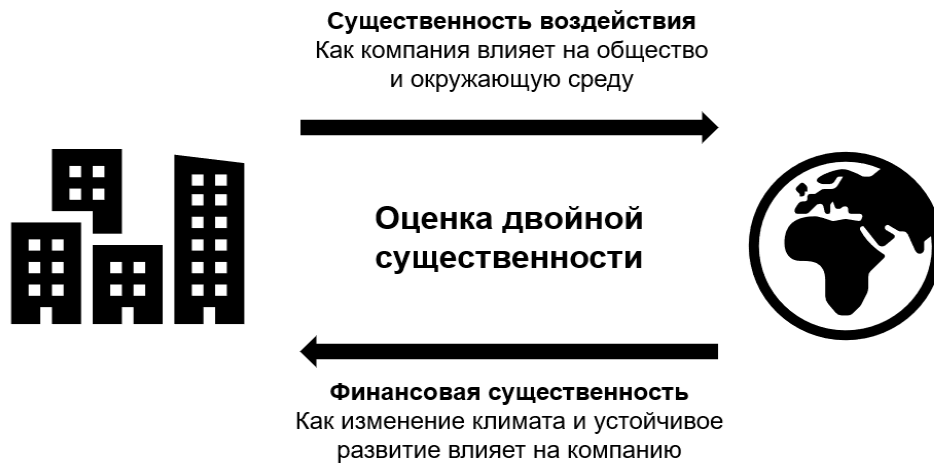 Существенность воздействия
Как компания влияет на общество
и окружающую среду
Оценка двойной
существенности
Финансовая существенность
Как изменение климата и устойчивое
развитие влияет на компанию